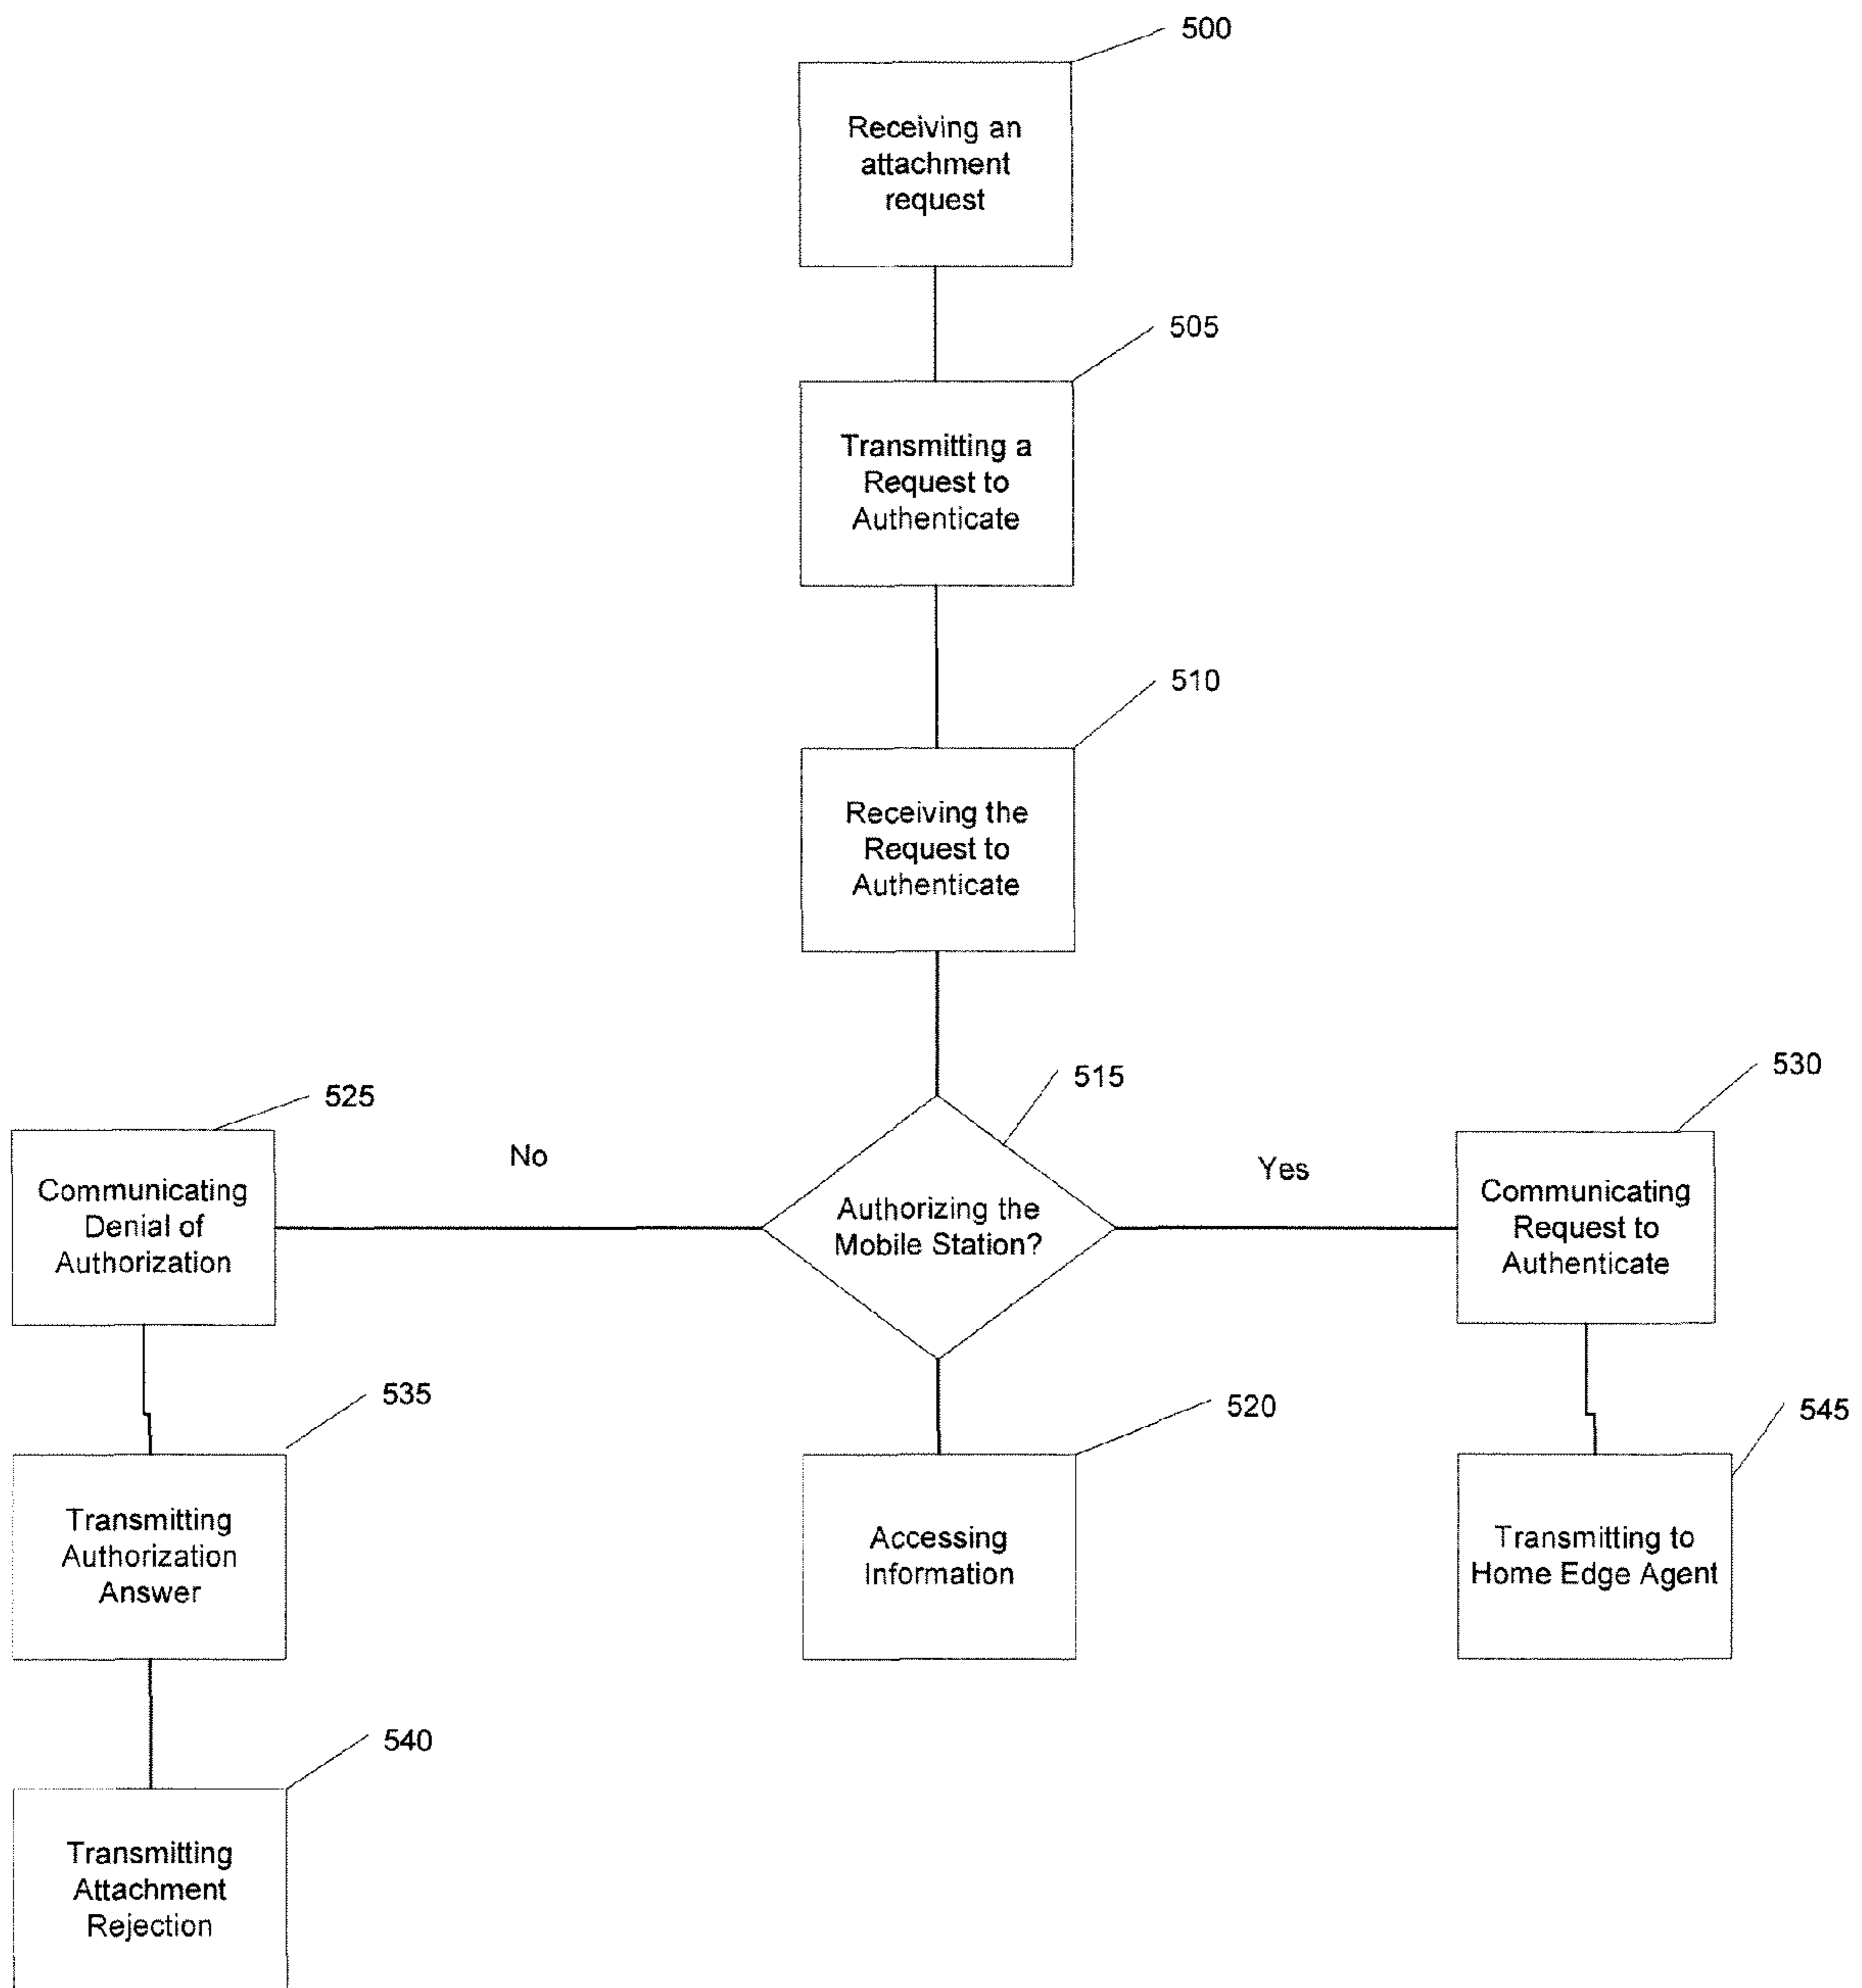 500
Receiving an
attachment
request
505
Transmitting a
Request to
Authenticate
510
Receiving the
Request to
Authenticate
515
Authorizing the
Mobile Station?
No
Yes
525
Communicating
Denial of
Authorization
530
Communicating
Request to
Authenticate
535
Transmitting
Authorization
Answer
520
Accessing
Information
545
Transmitting to
Home Edge Agent
540
Transmitting
Attachment
Rejection